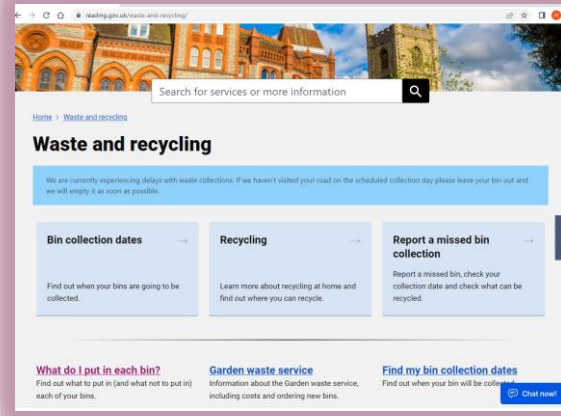 reading.gov.uk/waste-and-recycling/
Search for services or more information
Home > Waste and recycling
Waste and recycling
We are currently experiencing delays with waste collections. If we haven't visited your road on the scheduled collection day please leave your bin out and
we will empty it as soon as possible.
Bin collection dates →
Find out when your bins are going to be
collected.
Recycling →
Learn more about recycling at home and
find out where you can recycle.
Report a missed bin →
collection
Report a missed bin, check your
collection date and check what can be
recycled.
What do I put in each bin?
Find out what to put in (and what not to put in)
each of your bins.
Garden waste service
Information about the Garden waste service,
including costs and ordering new bins.
Find my bin collection dates
Find out when your bin will be
Chat now!